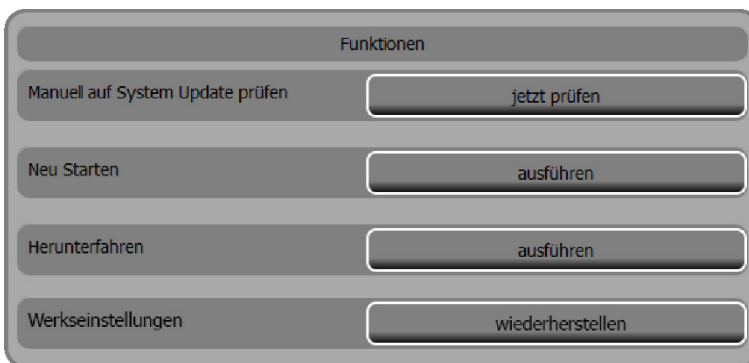 Funktionen
Manuell auf System Update prüfen jetzt prüfen
Neu Starten ausführen
Herunterfahren ausführen
Werkseinstellungen wiederherstellen